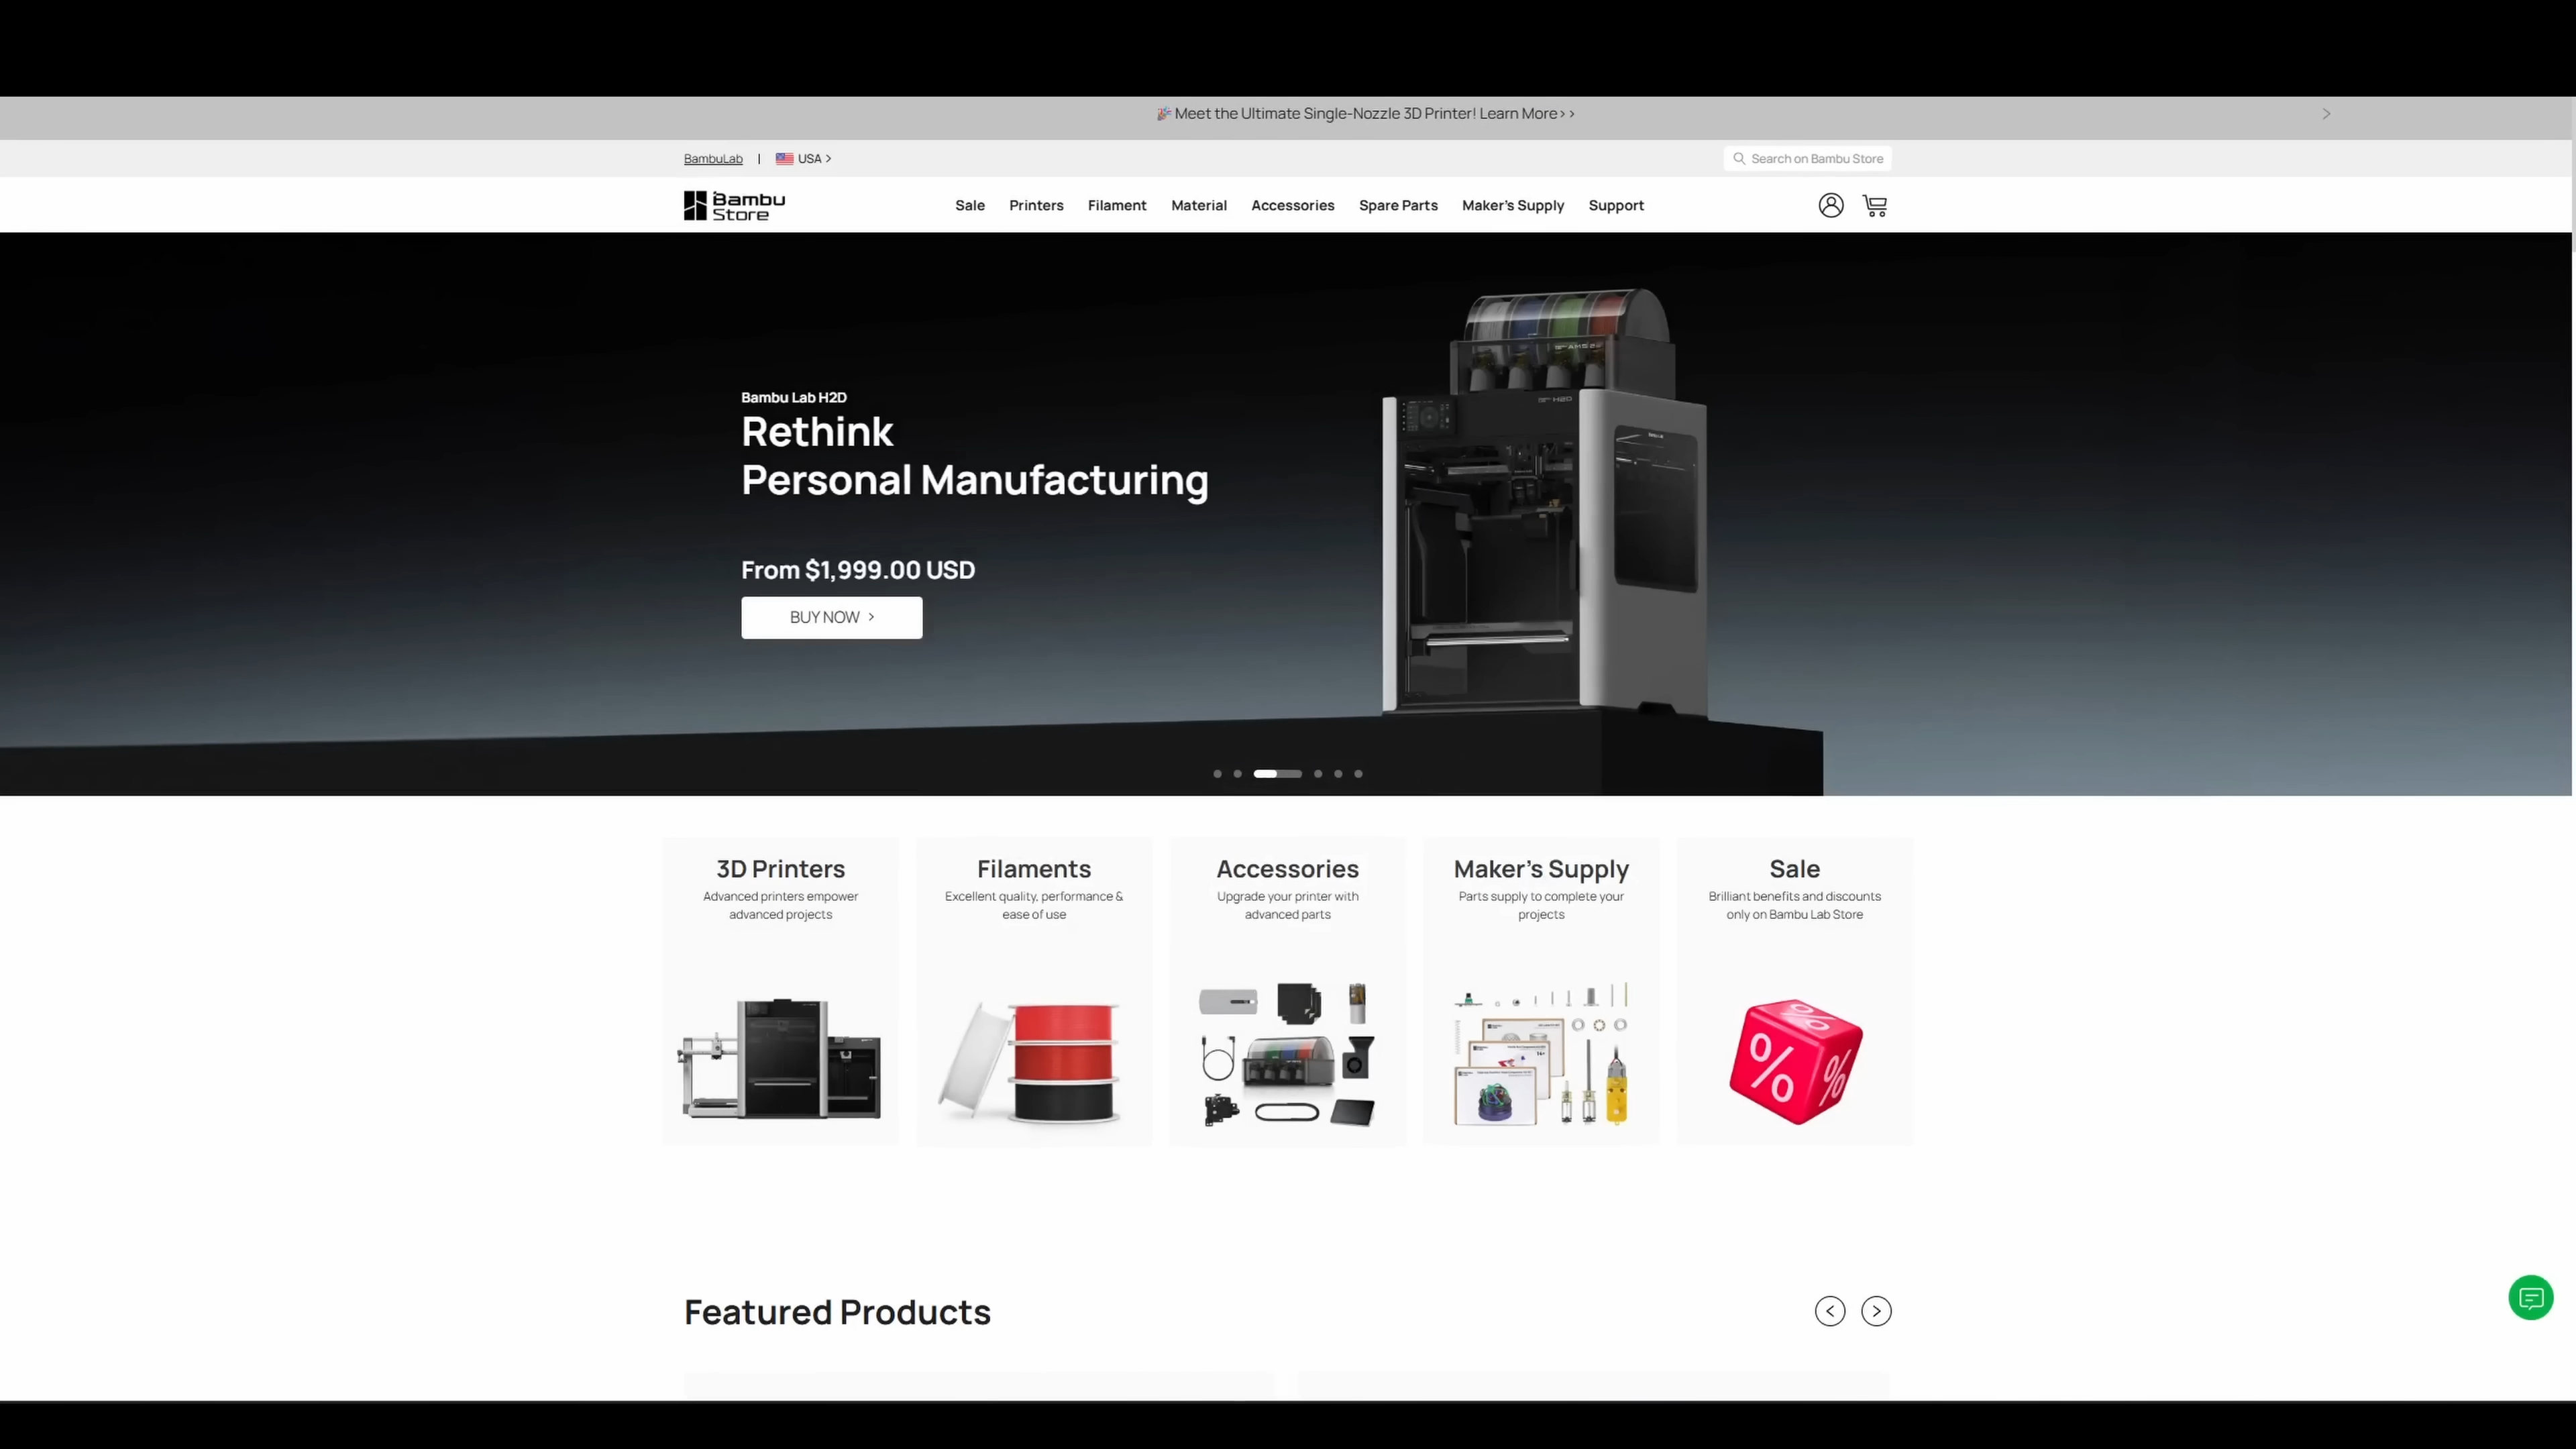 🎉 Meet the Ultimate Single-Nozzle 3D Printer! Learn More>>
BambuLab | USA >
Search on Bambu Store
Bambu
Store
Sale Printers Filament Material Accessories Spare Parts Maker's Supply Support
Bambu Lab H2D
Rethink
Personal Manufacturing
From $1,999.00 USD
BUY NOW >
H2D
3D Printers
Advanced printers empower
advanced projects
Filaments
Excellent quality, performance &
ease of use
Accessories
Upgrade your printer with
advanced parts
Maker's Supply
Parts supply to complete your
projects
Sale
Brilliant benefits and discounts
only on Bambu Lab Store
% % %
Featured Products